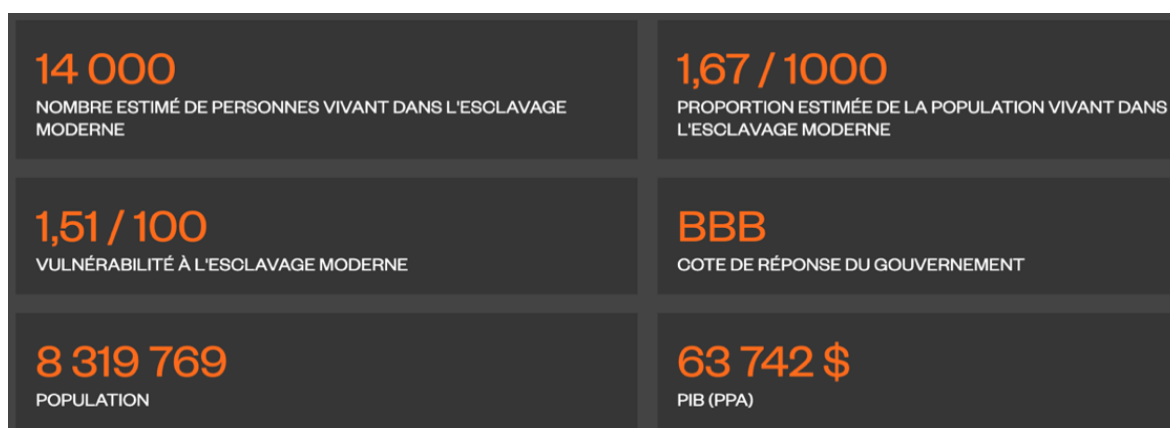 14 000
NOMBRE ESTIMÉ DE PERSONNES VIVANT DANS L'ESCLAVAGE
MODERNE
1,67 / 1000
PROPORTION ESTIMÉE DE LA POPULATION VIVANT DANS
L'ESCLAVAGE MODERNE
1,51 / 100
VULNÉRABILITÉ À L'ESCLAVAGE MODERNE
BBB
COTE DE RÉPONSE DU GOUVERNEMENT
8 319 769
POPULATION
63 742 $
PIB (PPA)